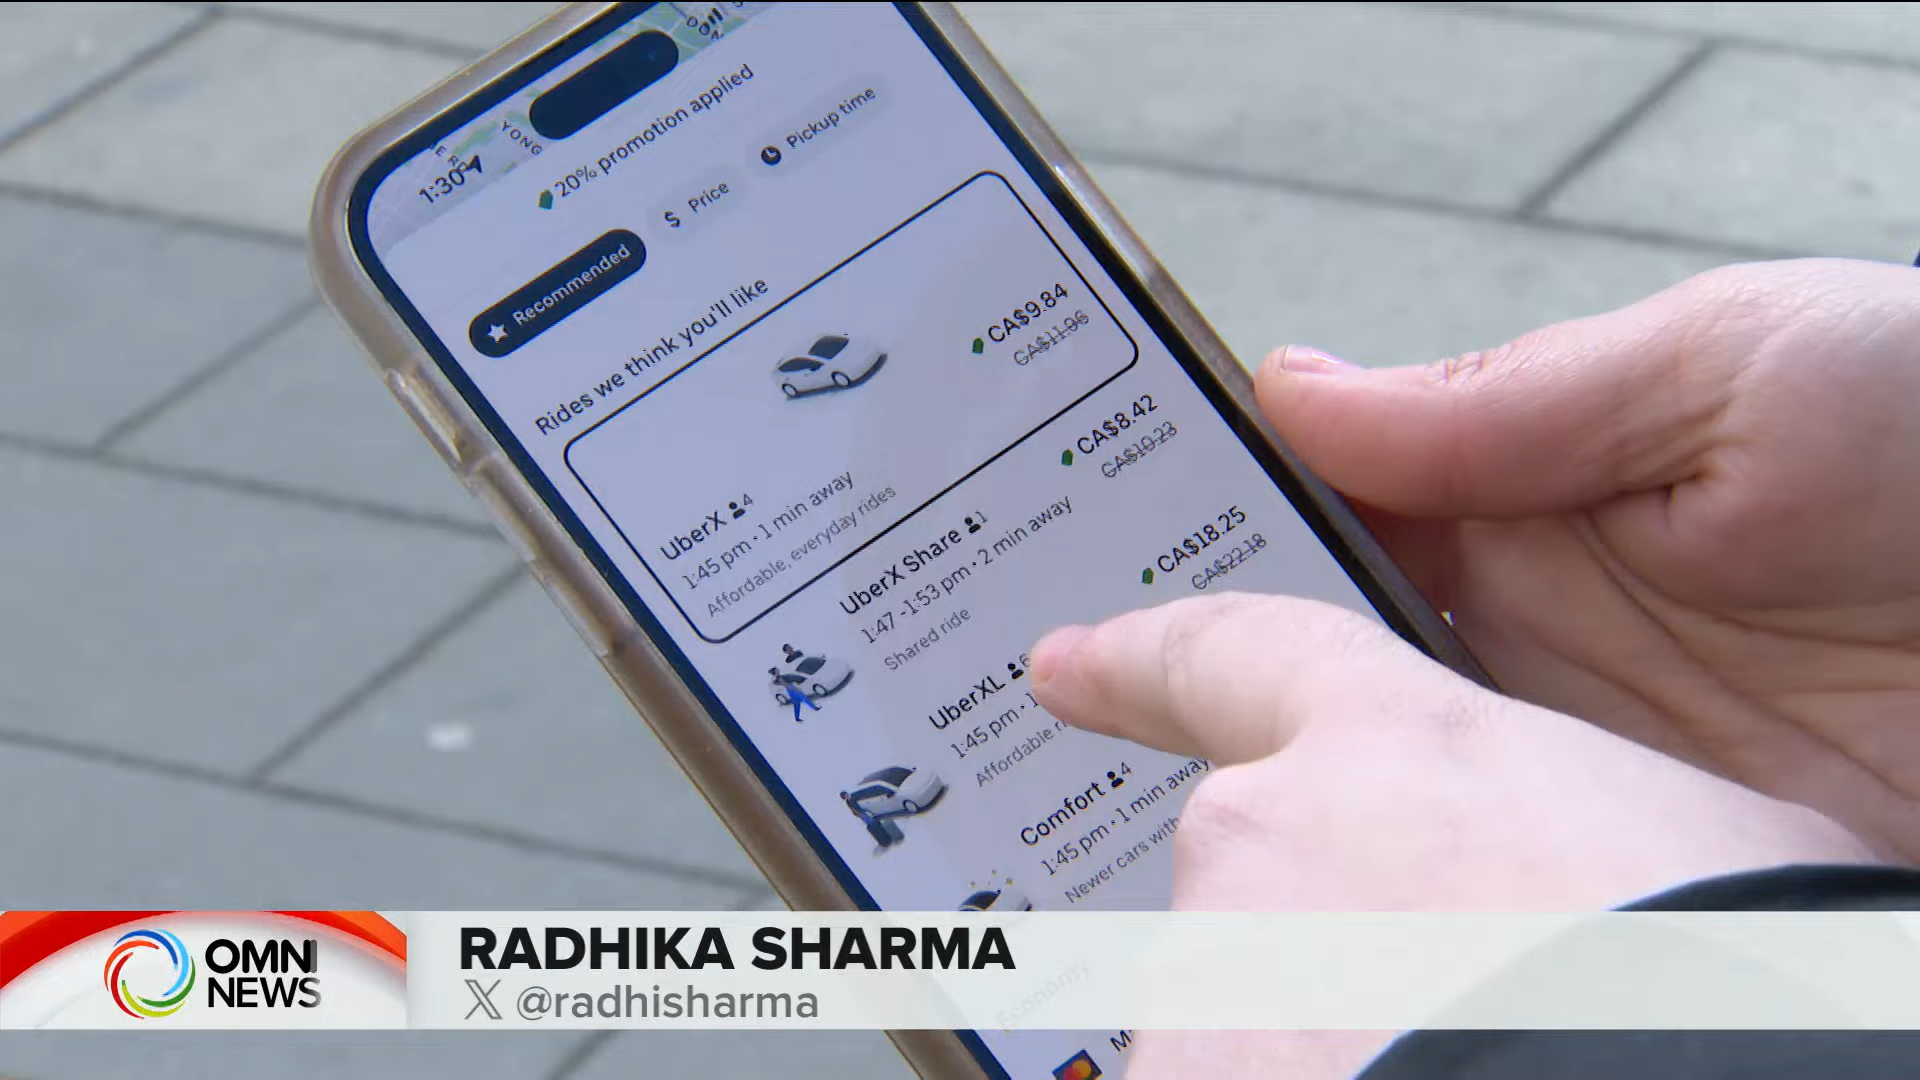 YONG
1:30
20% promotion applied
Recommended
$ Price
Pickup time
Rides we think you'll like
CA$9.84
CA$11.96
UberX 4
1:45 pm · 1 min away
Affordable, everyday rides
CA$8.42
CA$10.23
UberX Share 1
1:47 - 1:53 pm · 2 min away
Shared ride
CA$18.25
CA$22.18
UberXL 6
1:45 pm · 1
Affordable
Comfort 4
1:45 pm · 1 min away
Newer cars with
Economy
OMNI
NEWS
RADHIKA SHARMA
X @radhisharma